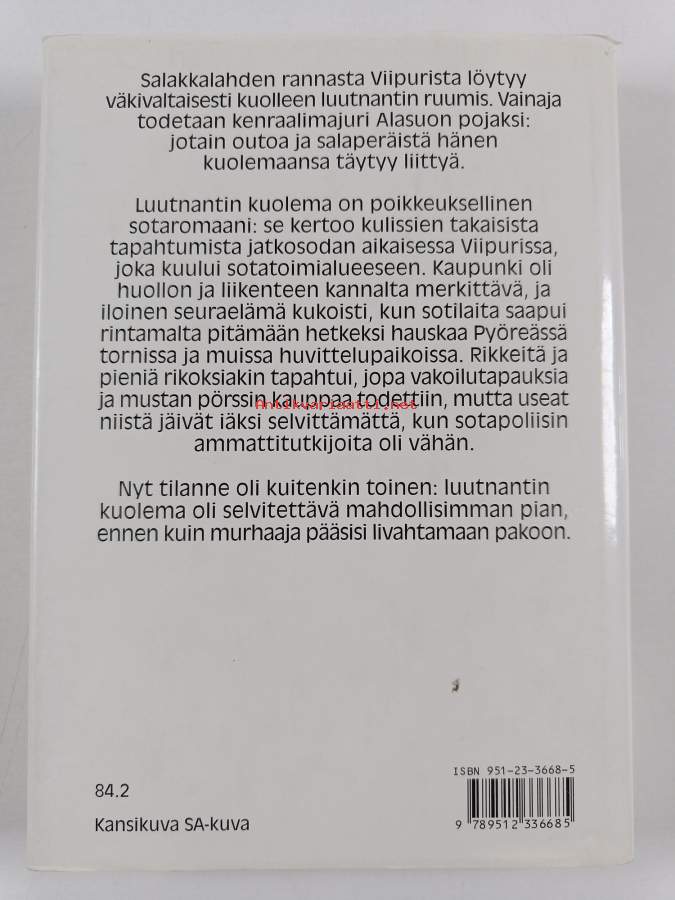 Salakkalahden rannasta Viipurista löytyy
väkivaltaisesti kuolleen luutnantin ruumis. Vainaja
todetaan kenraalimajuri Alasuon pojaksi:
jotain outoa ja salaperäistä hänen
kuolemaansa täytyy liittyä.
Luutnantin kuolema on poikkeuksellinen
sotaromaani: se kertoo kulissien takaisista
tapahtumista jatkosodan aikaisessa Viipurissa,
joka kuului sotatoimialueeseen. Kaupunki oli
huollon ja liikenteen kannalta merkittävä, ja
iloinen seuraelämä kukoisti, kun sotilaita saapui
rintamalta pitämään hetkeksi hauskaa Pyöreässä
tornissa ja muissa huvittelupaikoissa. Rikkeitä ja
pieniä rikoksiakin tapahtui, jopa vakoilutapauksia
ja mustan pörssin kauppaa todettiin, mutta useat
Antikvariaatti.net
niistä jäivät iäksi selvittämättä, kun sotapoliisin
ammattitutkijoita oli vähän.
Nyt tilanne oli kuitenkin toinen: luutnantin
kuolema oli selvitettävä mahdollisimman pian,
ennen kuin murhaaja pääsisi livahtamaan pakoon.
ISBN 951-23-3668-5
84.2
Kansikuva SA-kuva
9 789512 336685